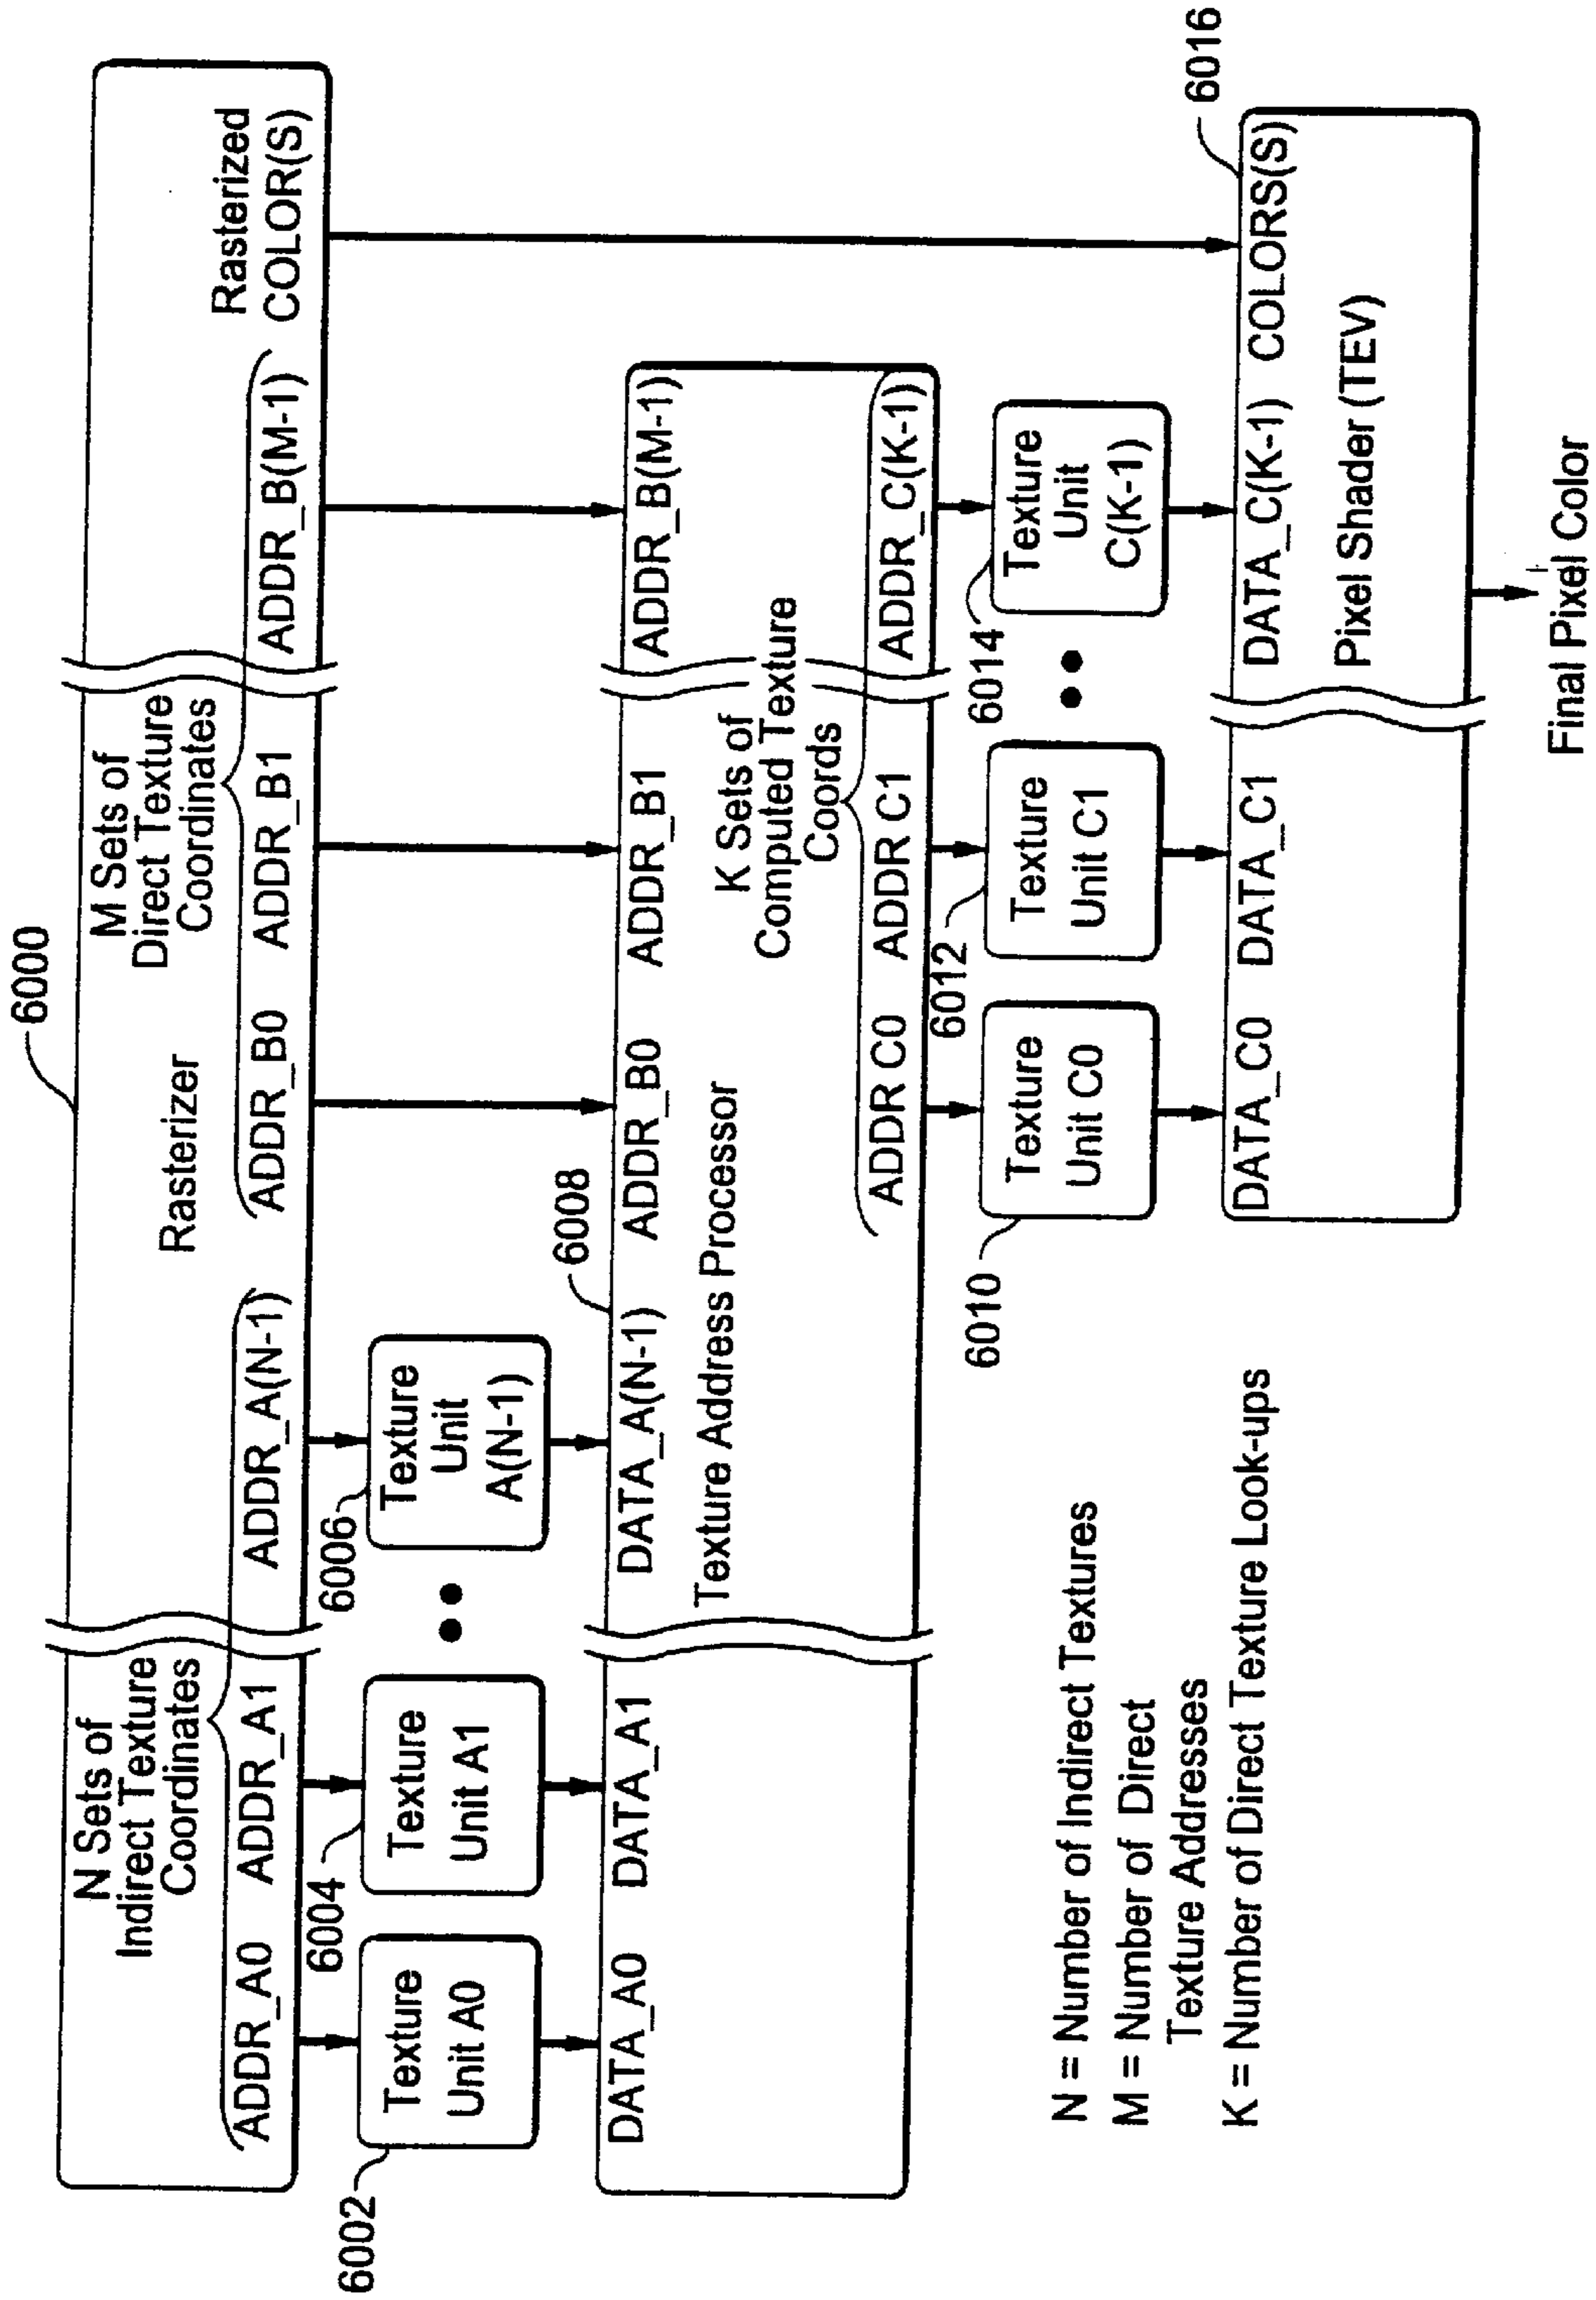 6000
N Sets of
Indirect Texture
Coordinates
Rasterizer
M Sets of
Direct Texture
Coordinates
Rasterized
COLOR(S)
ADDR_A0 ADDR_A1 ADDR_A(N-1) ADDR_B0 ADDR_B1 ADDR_B(M-1)
6002
Texture
Unit A0
6004
Texture
Unit A1
6006
Texture
Unit
A(N-1)
6008
DATA_A0 DATA_A1 DATA_A(N-1) ADDR_B0 ADDR_B1 ADDR_B(M-1)
Texture Address Processor
K Sets of
Computed Texture
Coords
ADDR C0 ADDR C1 ADDR_C(K-1)
6010
Texture
Unit C0
6012
Texture
Unit C1
6014
Texture
Unit
C(K-1)
6016
DATA_C0 DATA_C1 DATA_C(K-1) COLORS(S)
Pixel Shader (TEV)
Final Pixel Color
N = Number of Indirect Textures
M = Number of Direct
Texture Addresses
K = Number of Direct Texture Look-ups